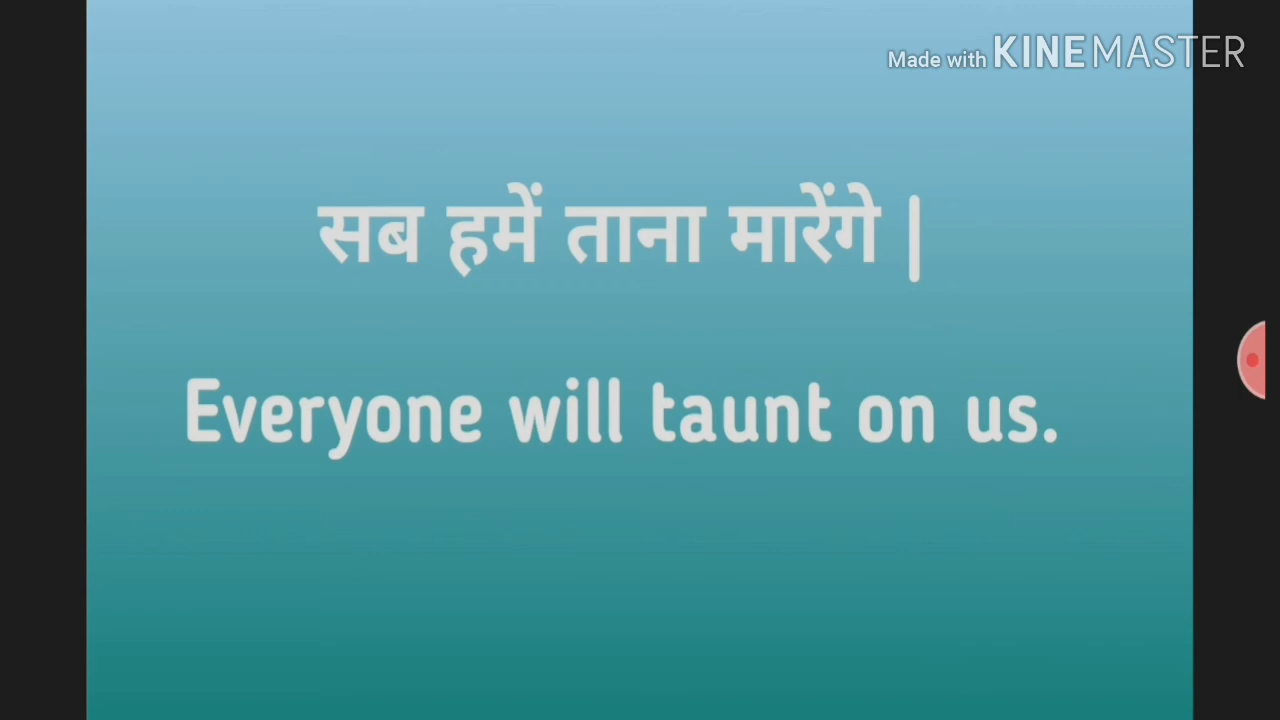 Made with KINEMASTER
सब हमें ताना मारेंगे |
Everyone will taunt on us.